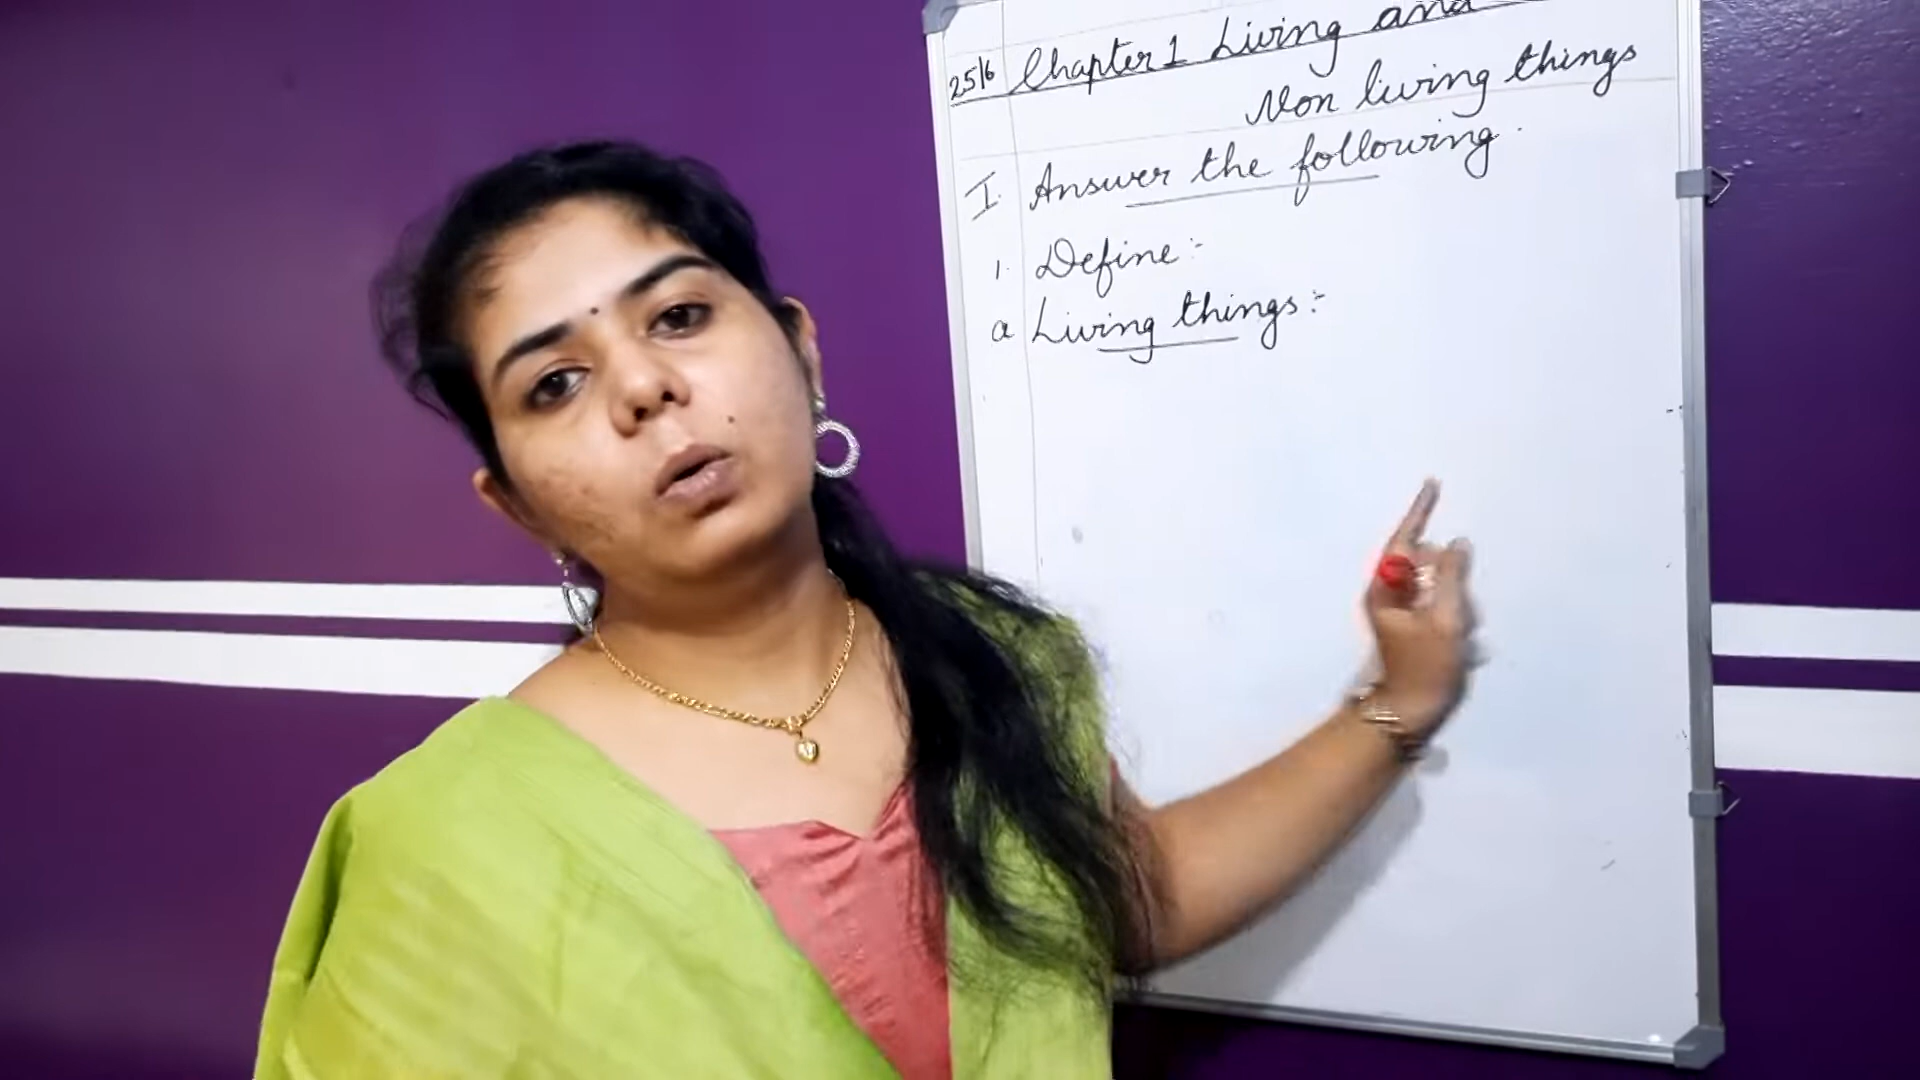 25/6 Chapter 1 Living and
Non living things
I. Answer the following.
1. Define:-
a Living things:-